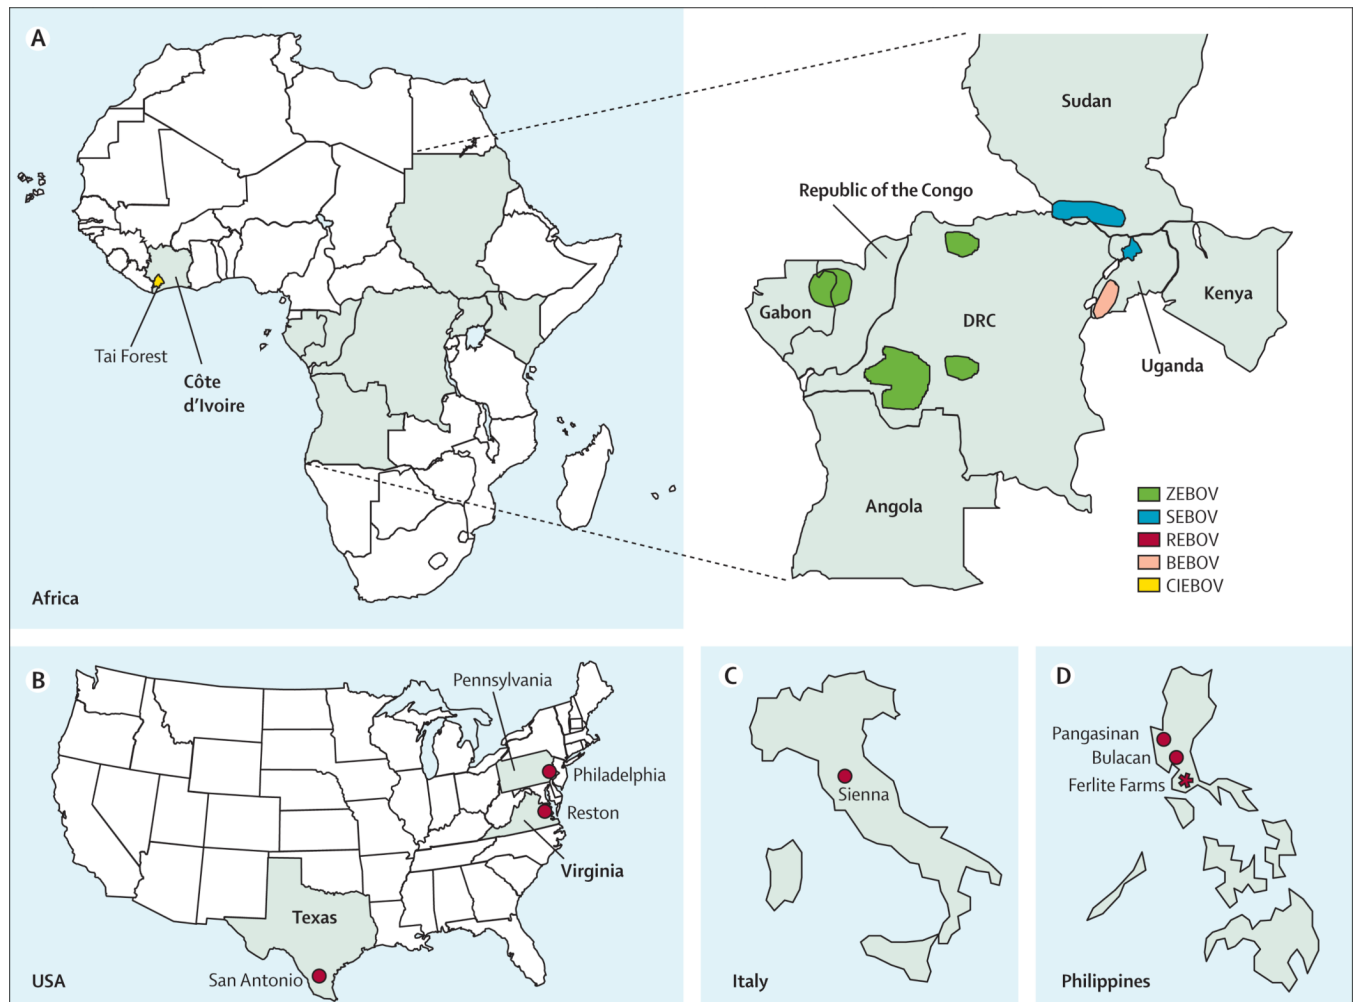 A
Sudan
Republic of the Congo
Gabon
DRC
Kenya
Uganda
Angola
Tai Forest
Côte
d'Ivoire
Africa
ZEBOV
SEBOV
REBOV
BEBOV
CIEBOV
B
Pennsylvania
Philadelphia
Reston
Virginia
Texas
San Antonio
USA
C
Sienna
Italy
D
Pangasinan
Bulacan
Ferlite Farms
Philippines